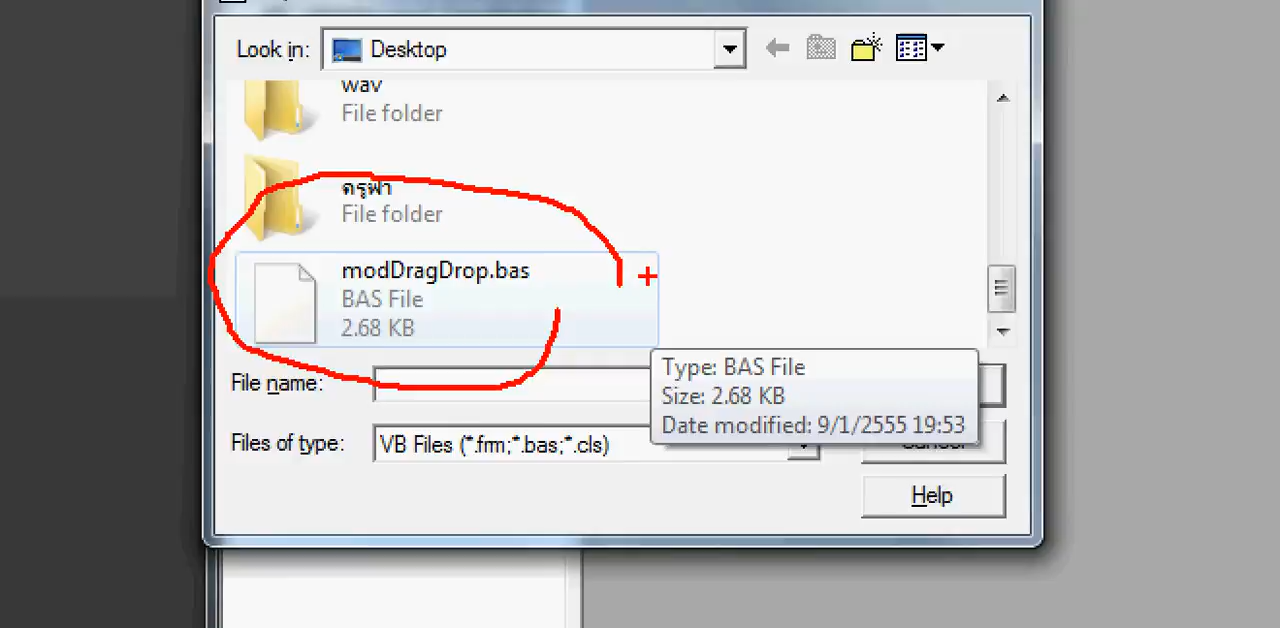 Look in: Desktop
wav
File folder
ครูฟ้า
File folder
modDragDrop.bas
BAS File
2.68 KB
Type: BAS File
Size: 2.68 KB
Date modified: 9/1/2555 19:53
File name:
Files of type: VB Files (*.frm;*.bas;*.cls)
Cancel
Help